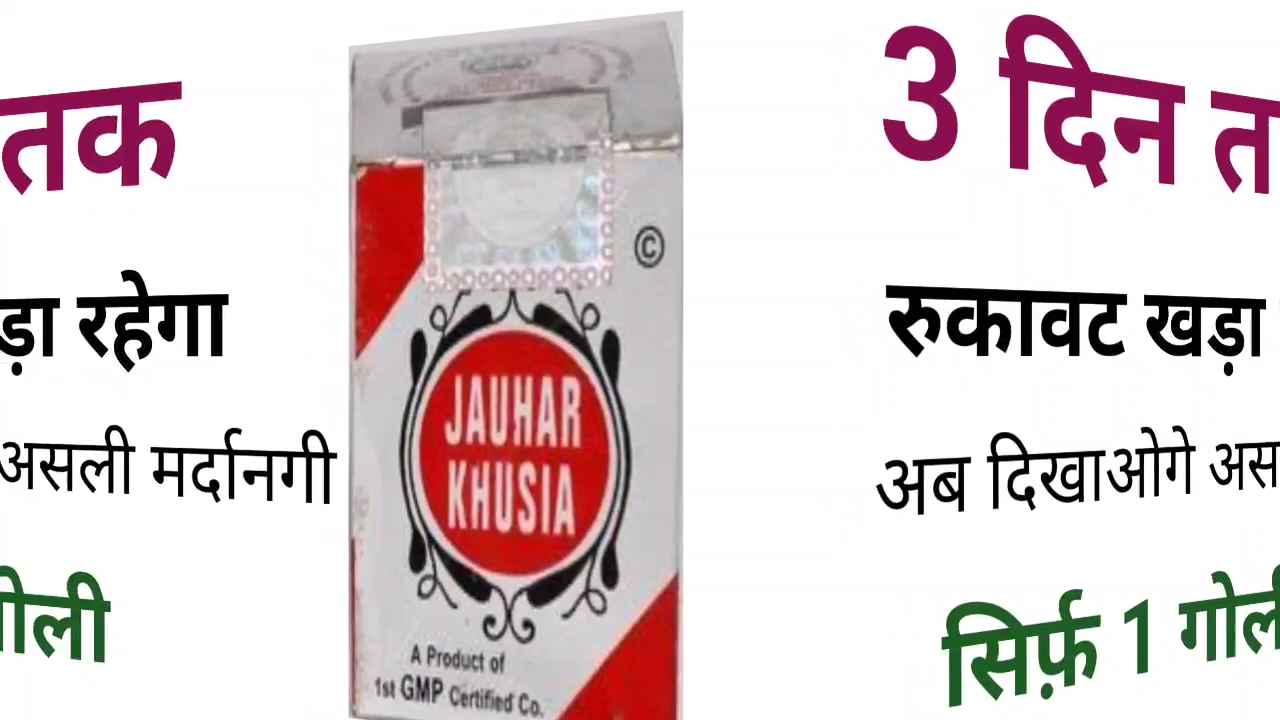 तक
ड़ा रहेगा
असली मर्दानगी
ोली
©
JAUHAR
KHUSIA
A Product of
1st GMP Certified Co.
3 दिन त
रुकावट खड़ा
अब दिखाओगे अस
सिर्फ़ 1 गोली